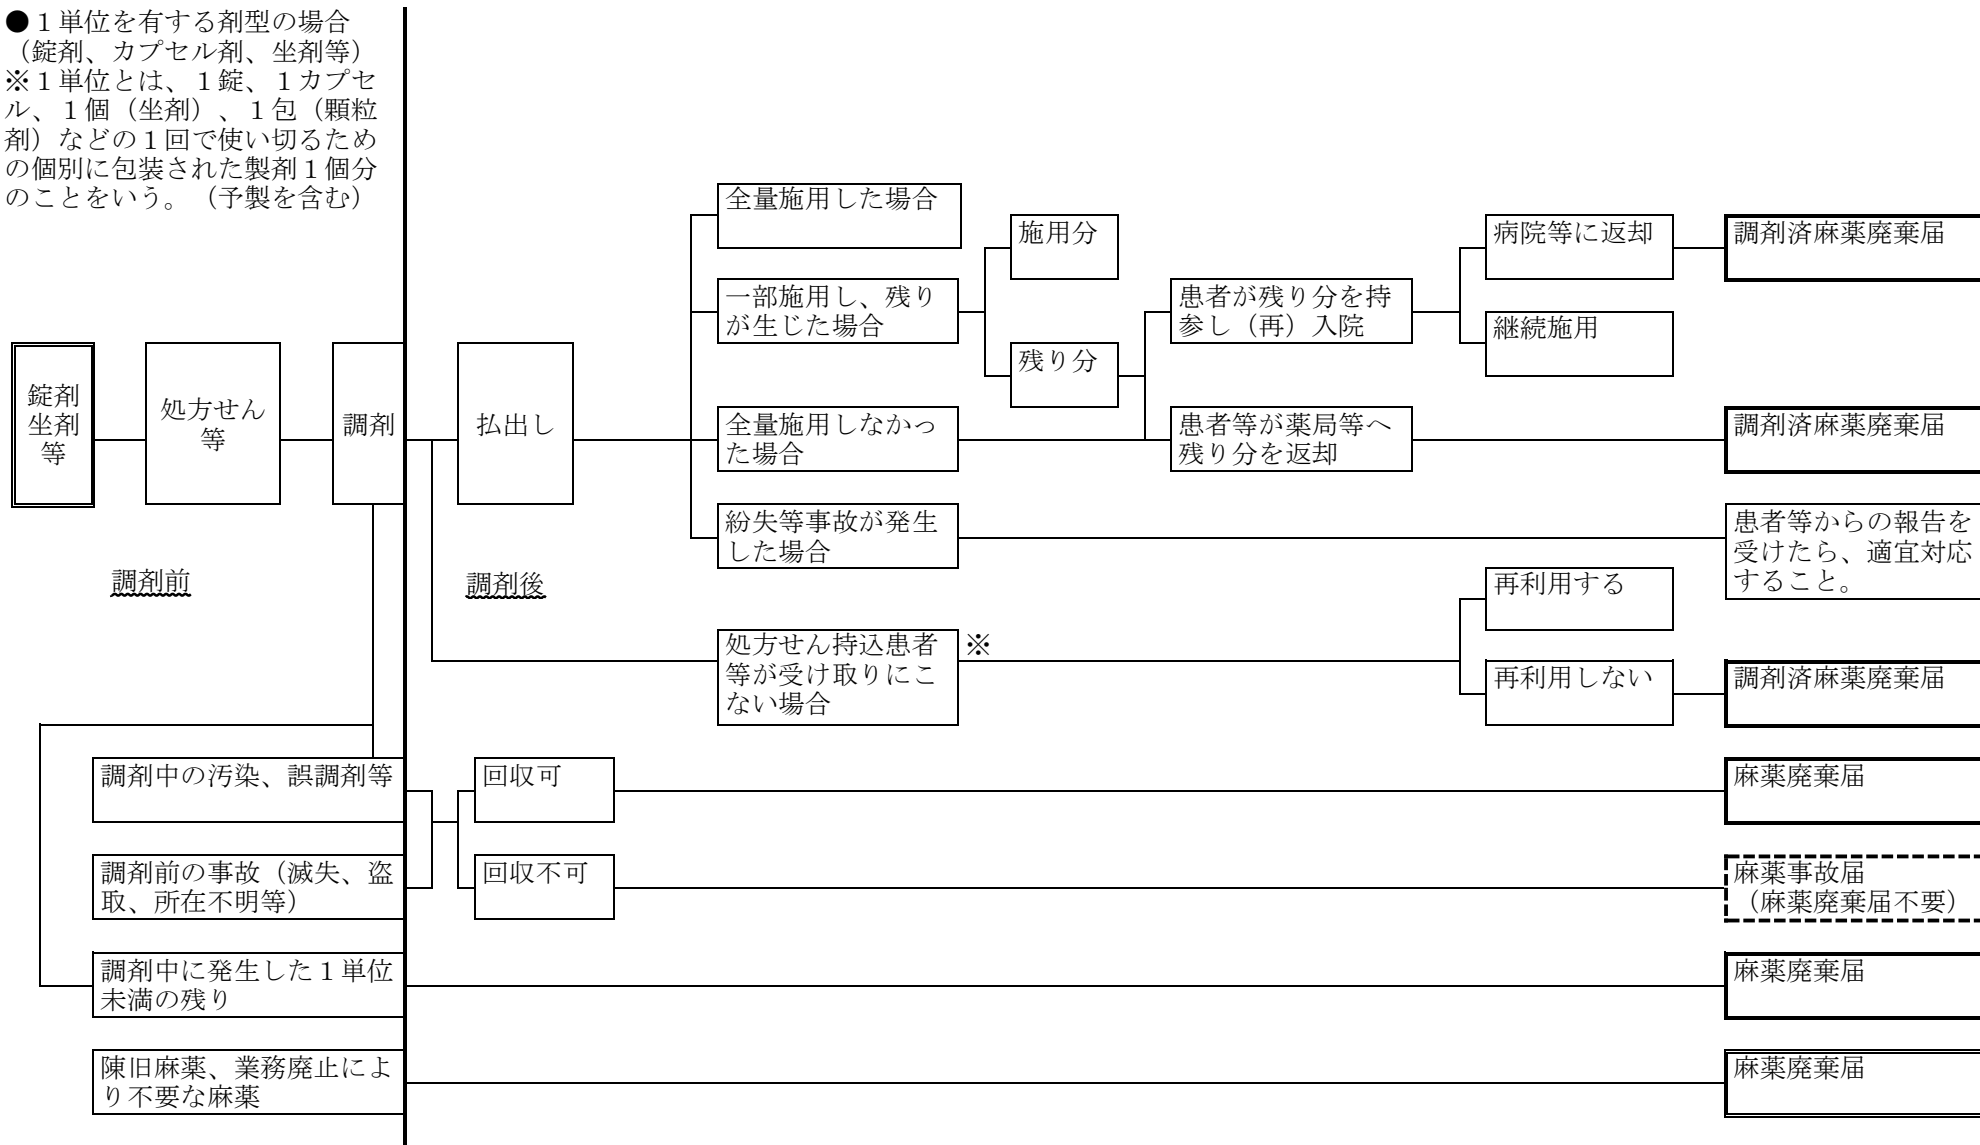 ●１単位を有する剤型の場合
（錠剤、カプセル剤、坐剤等）
※１単位とは、１錠、１カプセ
ル、１個（坐剤）、１包（顆粒
剤）などの１回で使い切るため
の個別に包装された製剤１個分
のことをいう。（予製を含む）
錠剤
坐剤
等
処方せん
等
調剤
払出し
調剤前
調剤後
全量施用した場合
一部施用し、残り
が生じた場合
施用分
残り分
患者が残り分を持
参し（再）入院
病院等に返却
調剤済麻薬廃棄届
継続施用
全量施用しなかっ
た場合
患者等が薬局等へ
残り分を返却
調剤済麻薬廃棄届
紛失等事故が発生
した場合
患者等からの報告を
受けたら、適宜対応
すること。
処方せん持込患者
等が受け取りにこ
ない場合
※
再利用する
再利用しない
調剤済麻薬廃棄届
調剤中の汚染、誤調剤等
回収可
麻薬廃棄届
調剤前の事故（滅失、盗
取、所在不明等）
回収不可
麻薬事故届
（麻薬廃棄届不要）
調剤中に発生した１単位
未満の残り
麻薬廃棄届
陳旧麻薬、業務廃止によ
り不要な麻薬
麻薬廃棄届